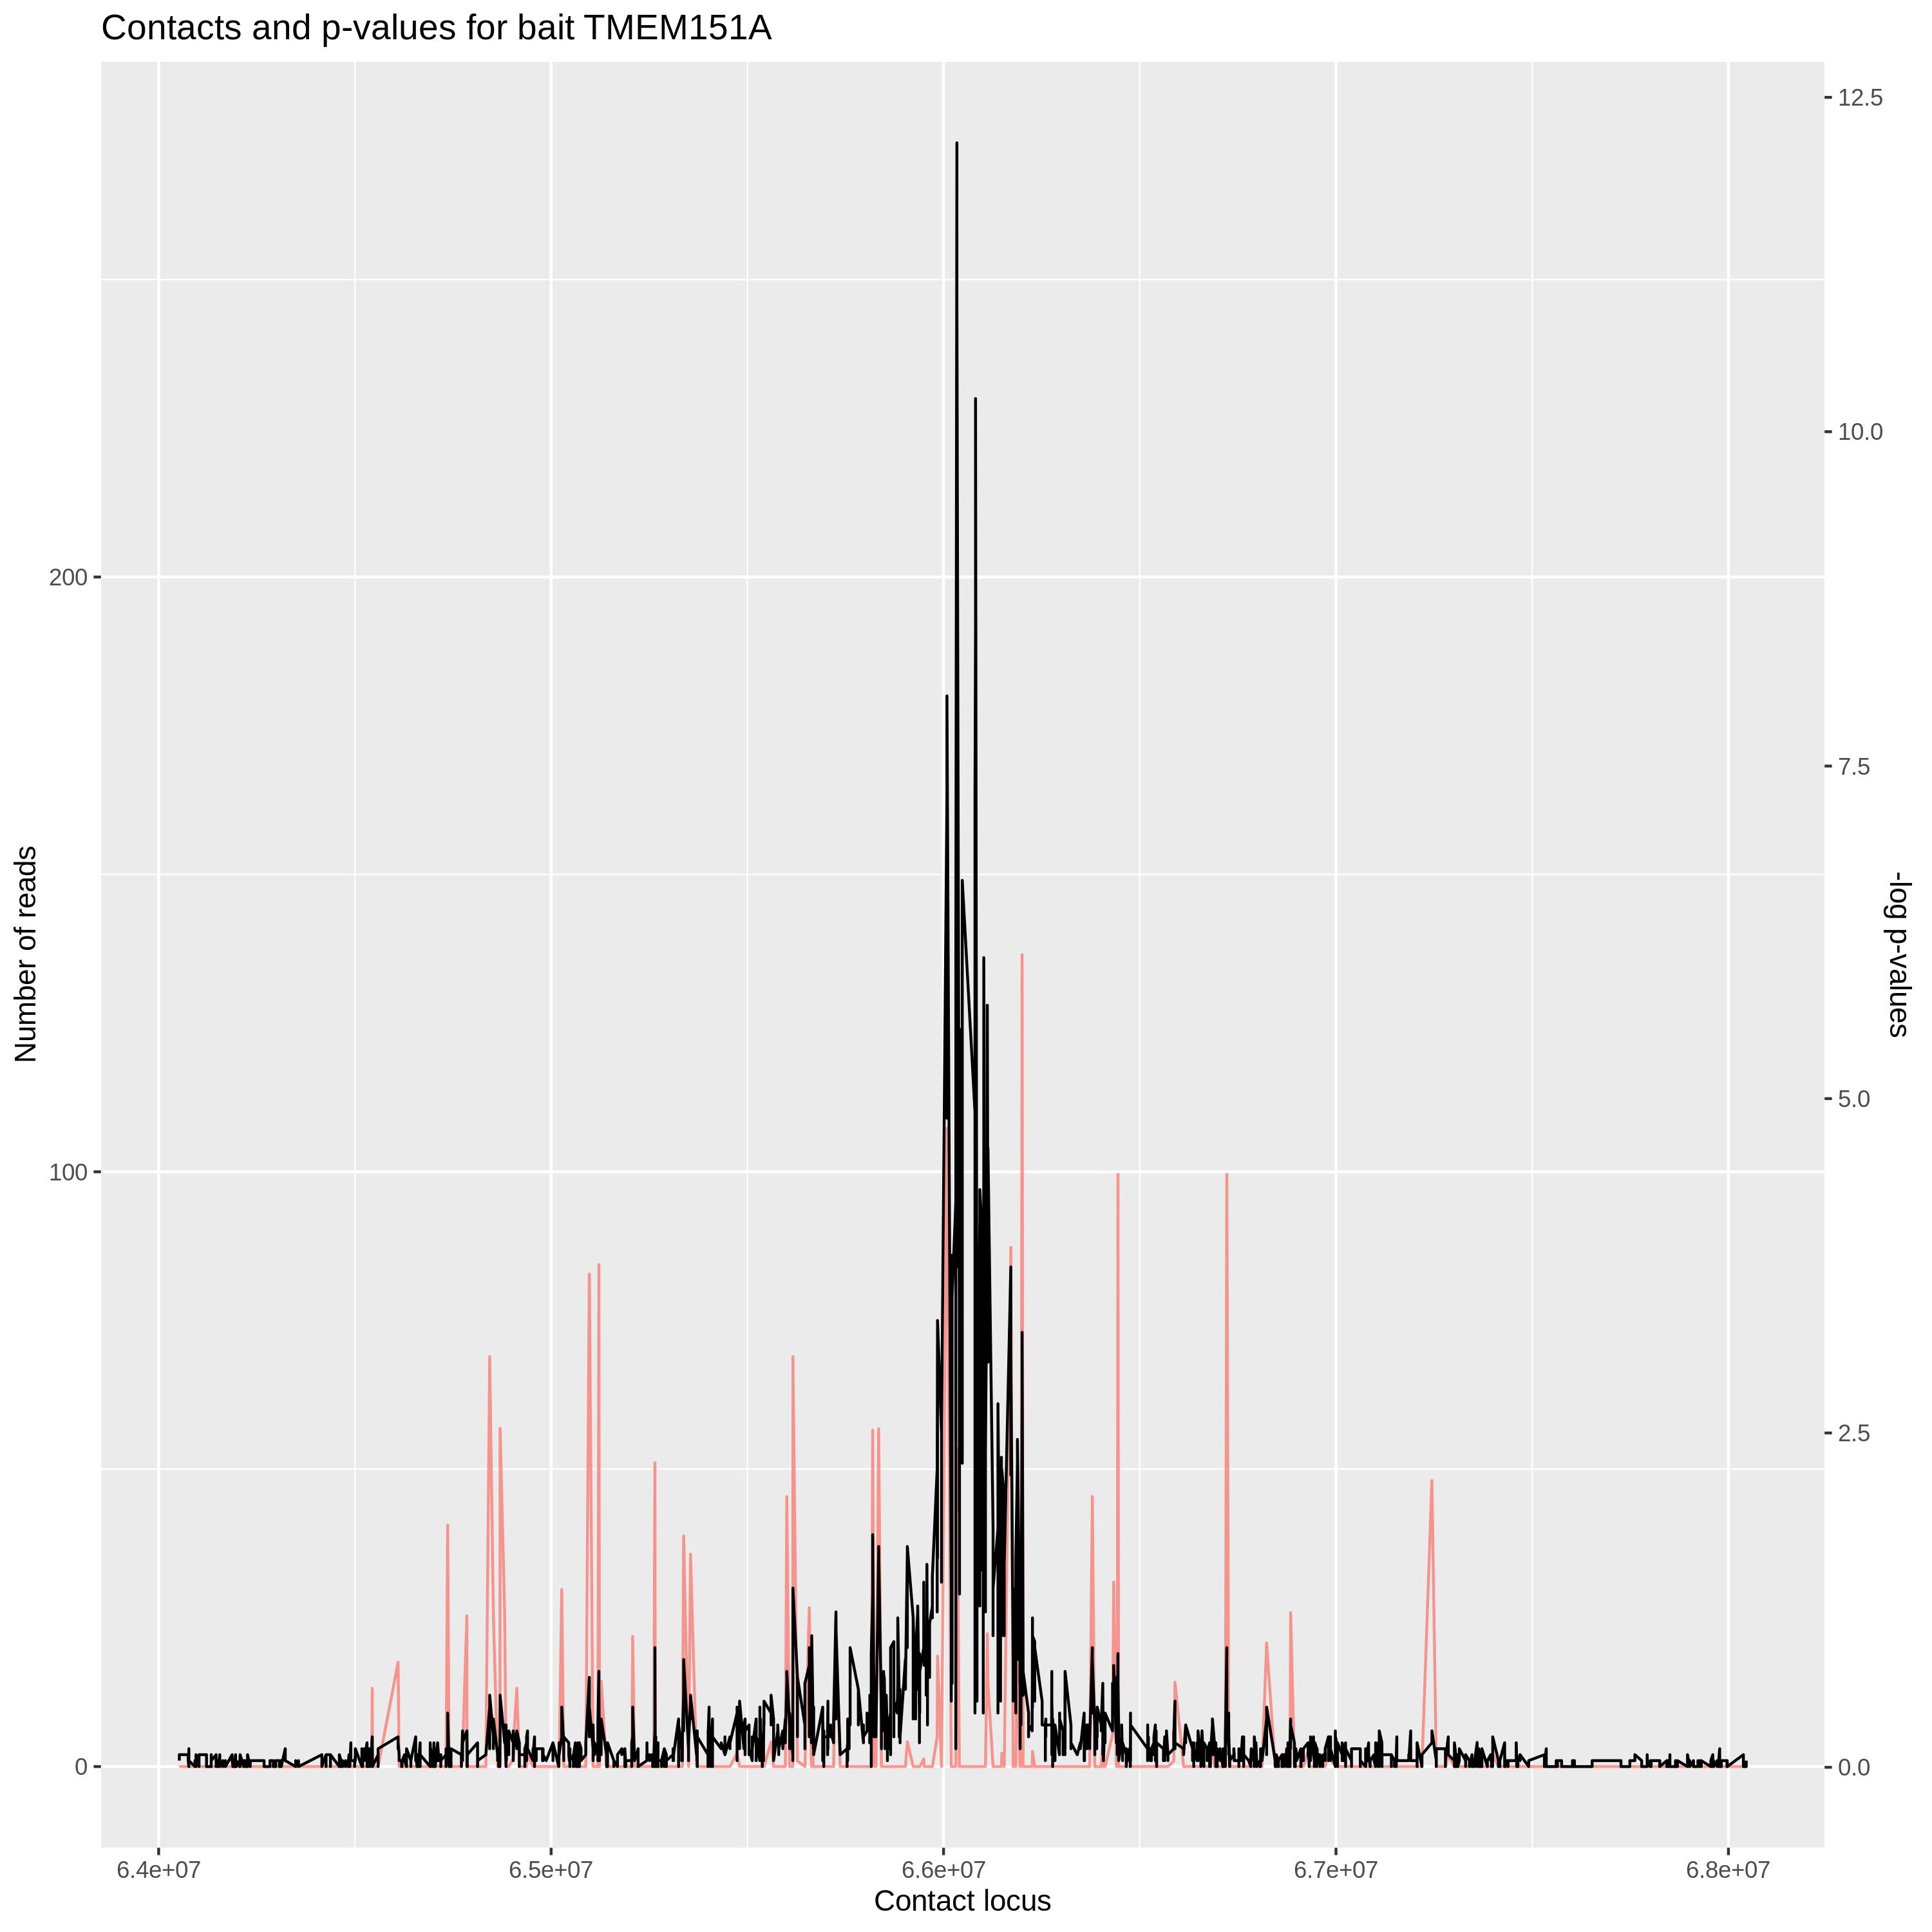 Contacts and p-values for bait TMEM151A
Number of reads
200
100
0
12.5
10.0
7.5
5.0
2.5
0.0
-log p-values
6.4e+07 6.5e+07 6.6e+07 6.7e+07 6.8e+07
Contact locus